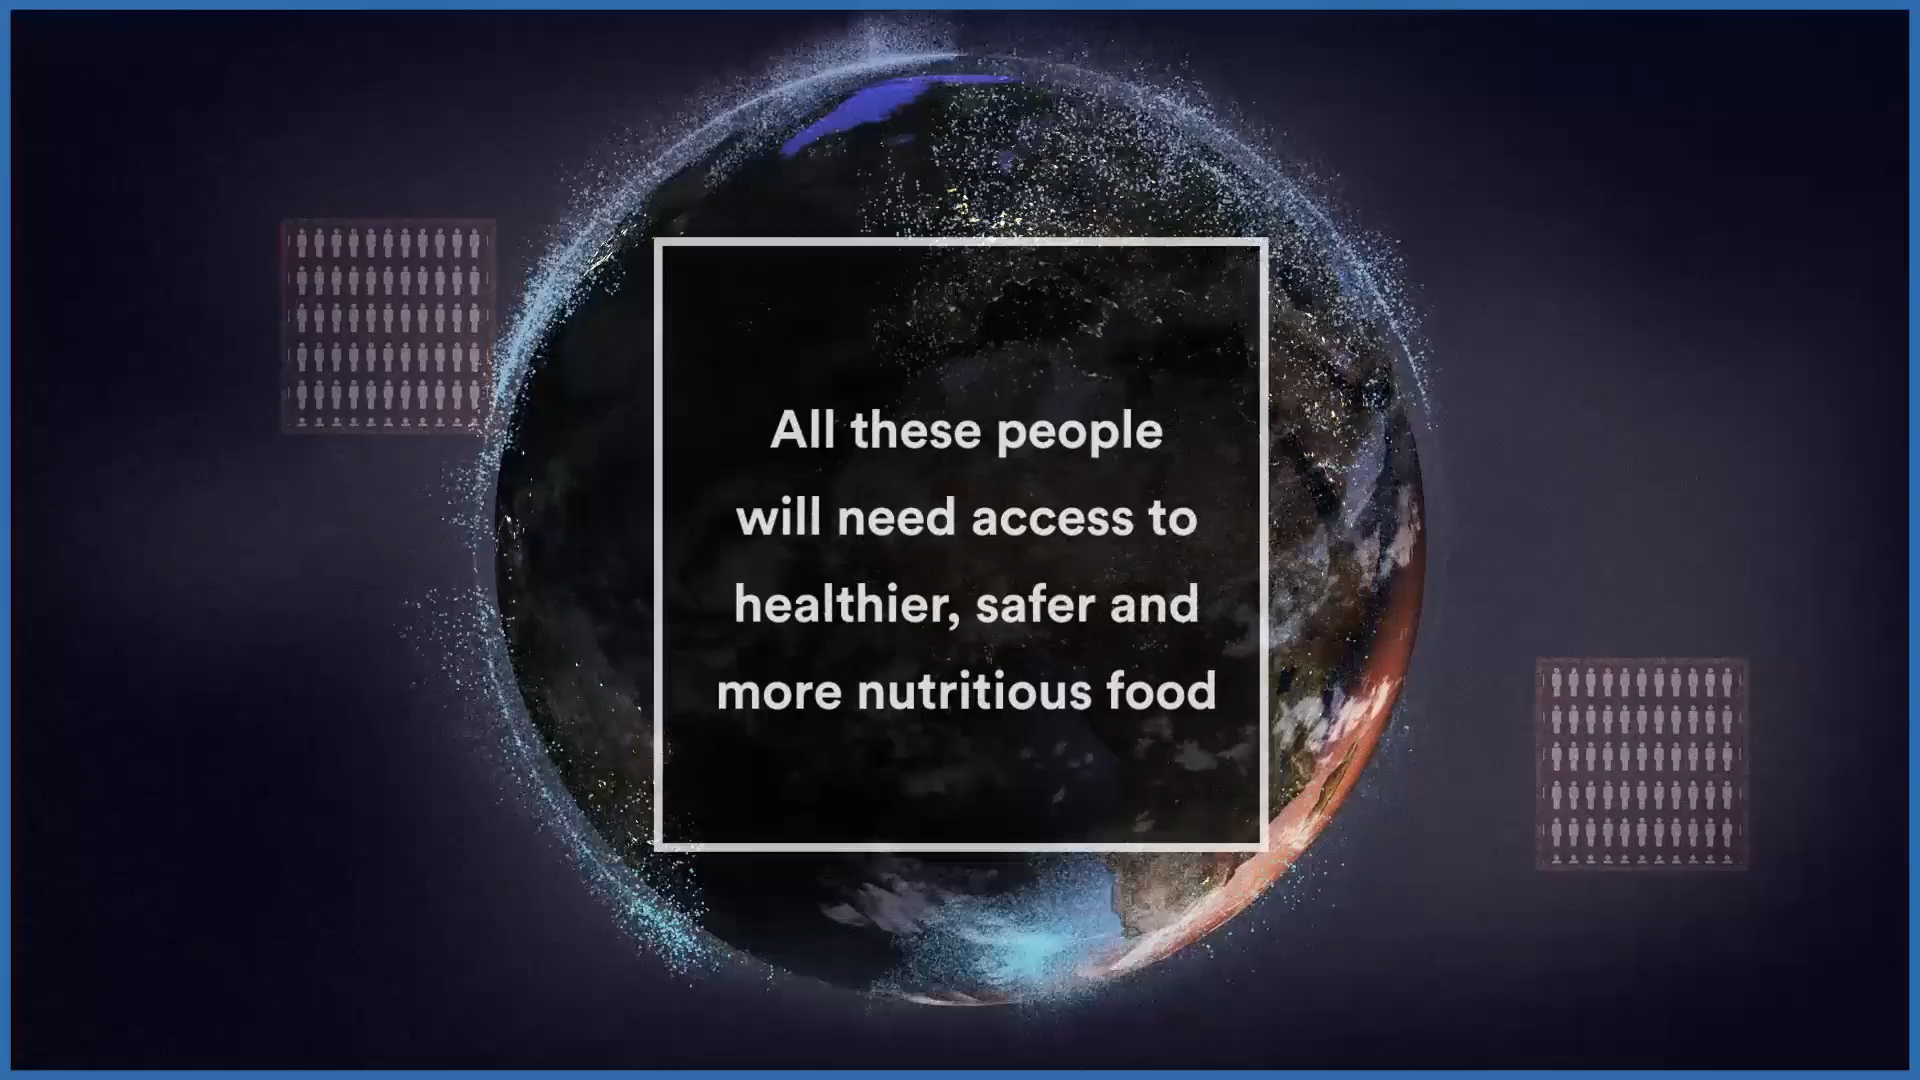 All these people
will need access to
healthier, safer and
more nutritious food